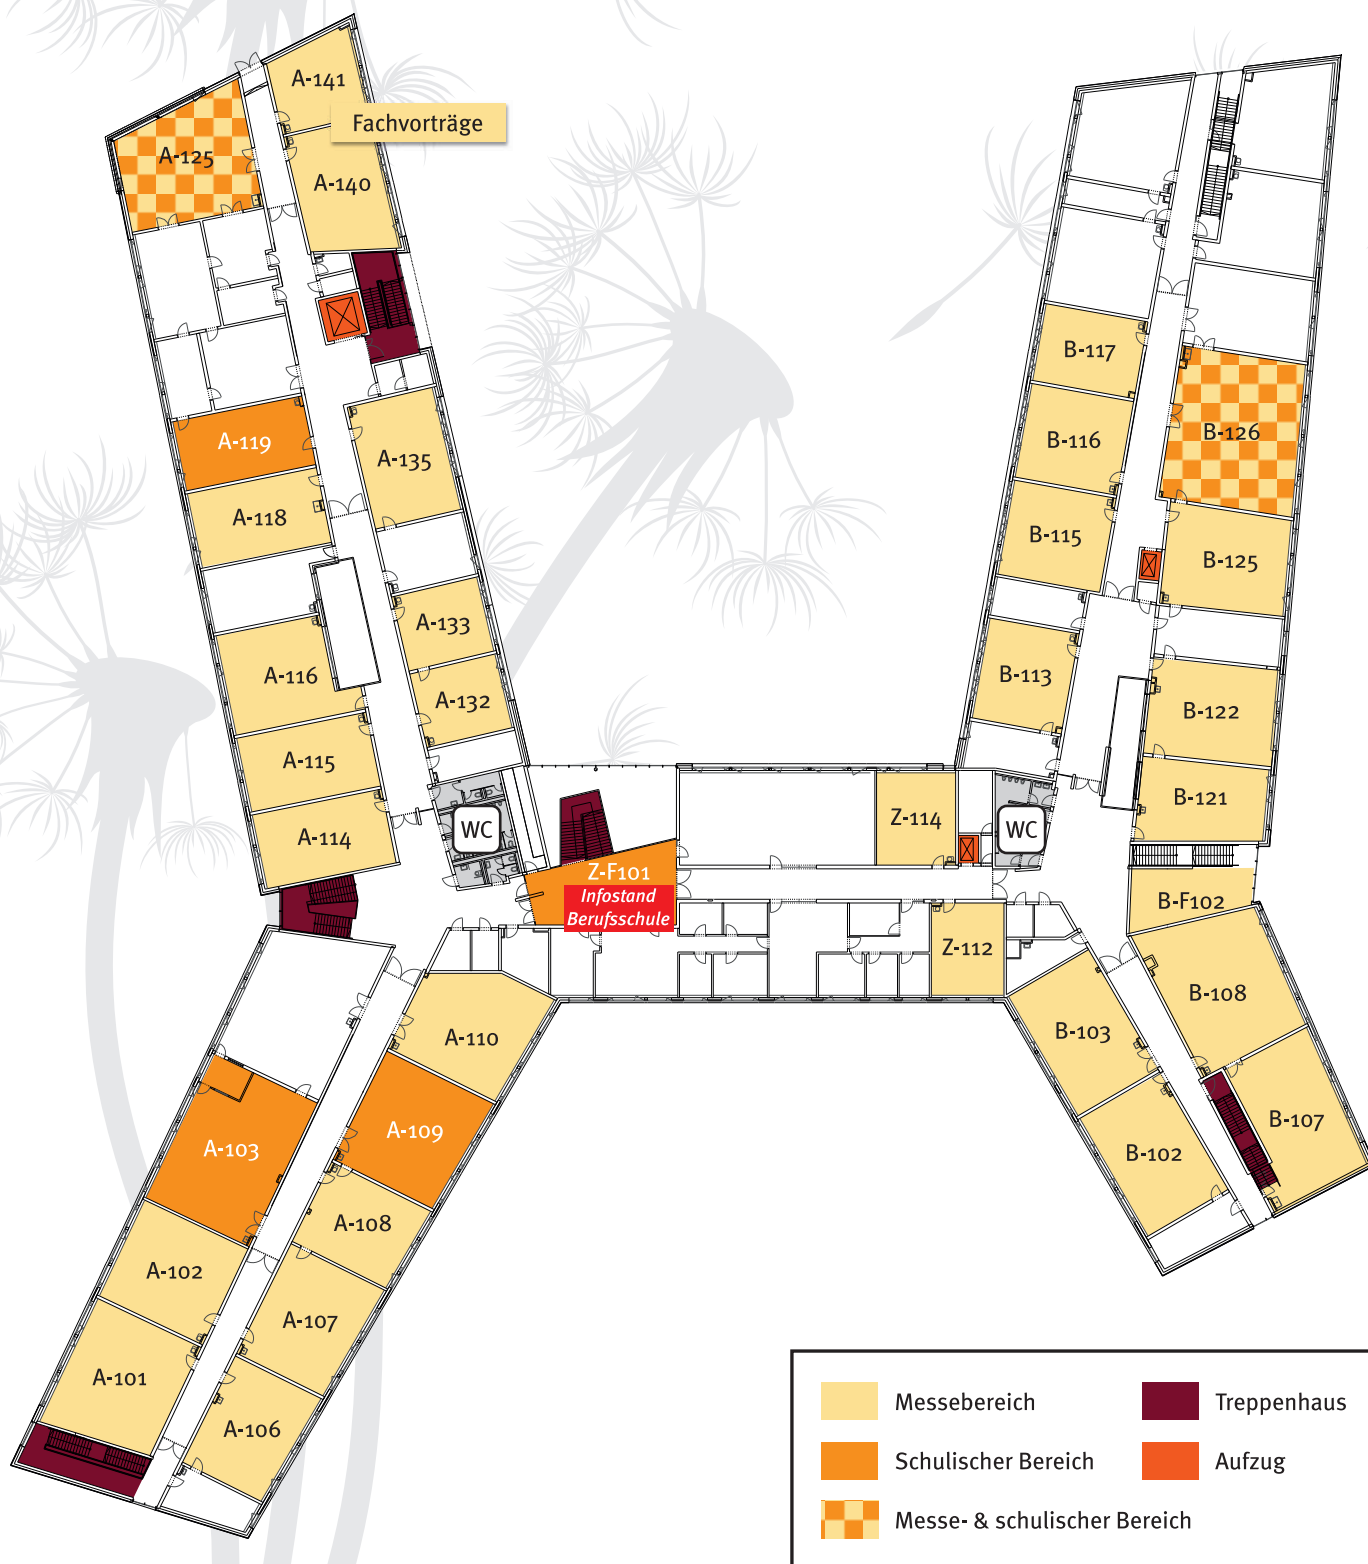 A-141
Fachvorträge
A-125
A-140
B-117
A-119
B-116
B-126
A-135
A-118
B-115
B-125
A-133
A-116
B-113
A-132
B-122
A-115
B-121
Z-114
WC
WC
A-114
Z-F101
Infostand
Berufsschule
B-F102
Z-112
B-108
A-110
B-103
A-109
B-107
A-103
B-102
A-108
A-102
A-107
A-101
A-106
Messebereich
Treppenhaus
Schulischer Bereich
Aufzug
Messe- & schulischer Bereich